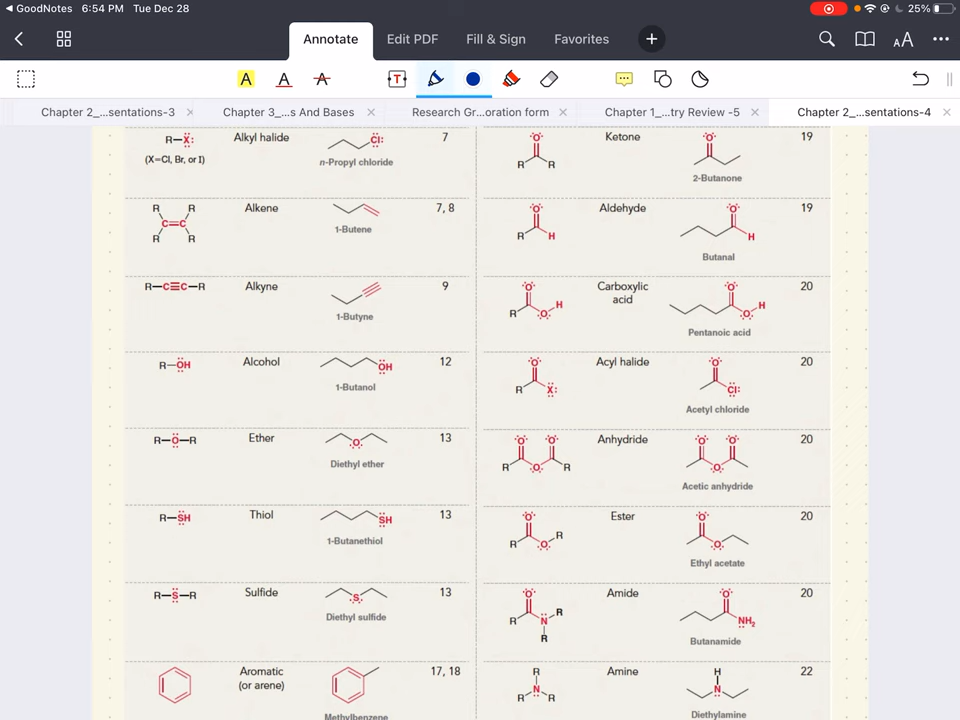 GoodNotes 6:54 PM Tue Dec 28 25%
Annotate Edit PDF Fill & Sign Favorites
Chapter 2_...sentations-3 Chapter 3_...s And Bases Research Gr...oration form Chapter 1_...try Review -5 Chapter 2_...sentations-4
R—X: Alkyl halide Cl: 7
(X=Cl, Br, or I) n-Propyl chloride
R R Alkene 7, 8
C=C 1-Butene
R R
R—C≡C—R Alkyne 9
1-Butyne
R—OH Alcohol OH 12
1-Butanol
R—O—R Ether O 13
Diethyl ether
R—SH Thiol SH 13
1-Butanethiol
R—S—R Sulfide S 13
Diethyl sulfide
Aromatic 17, 18
(or arene)
Methylbenzene
O Ketone O 19
R R
2-Butanone
O Aldehyde O 19
R H H
Butanal
O Carboxylic O 20
acid
R O H O H
Pentanoic acid
O Acyl halide O 20
R X: Cl:
Acetyl chloride
O O Anhydride O O 20
R O R O
Acetic anhydride
O Ester O 20
R O R O
Ethyl acetate
O Amide O 20
R N R NH2
R
Butanamide
R Amine H 22
R N R N
Diethylamine